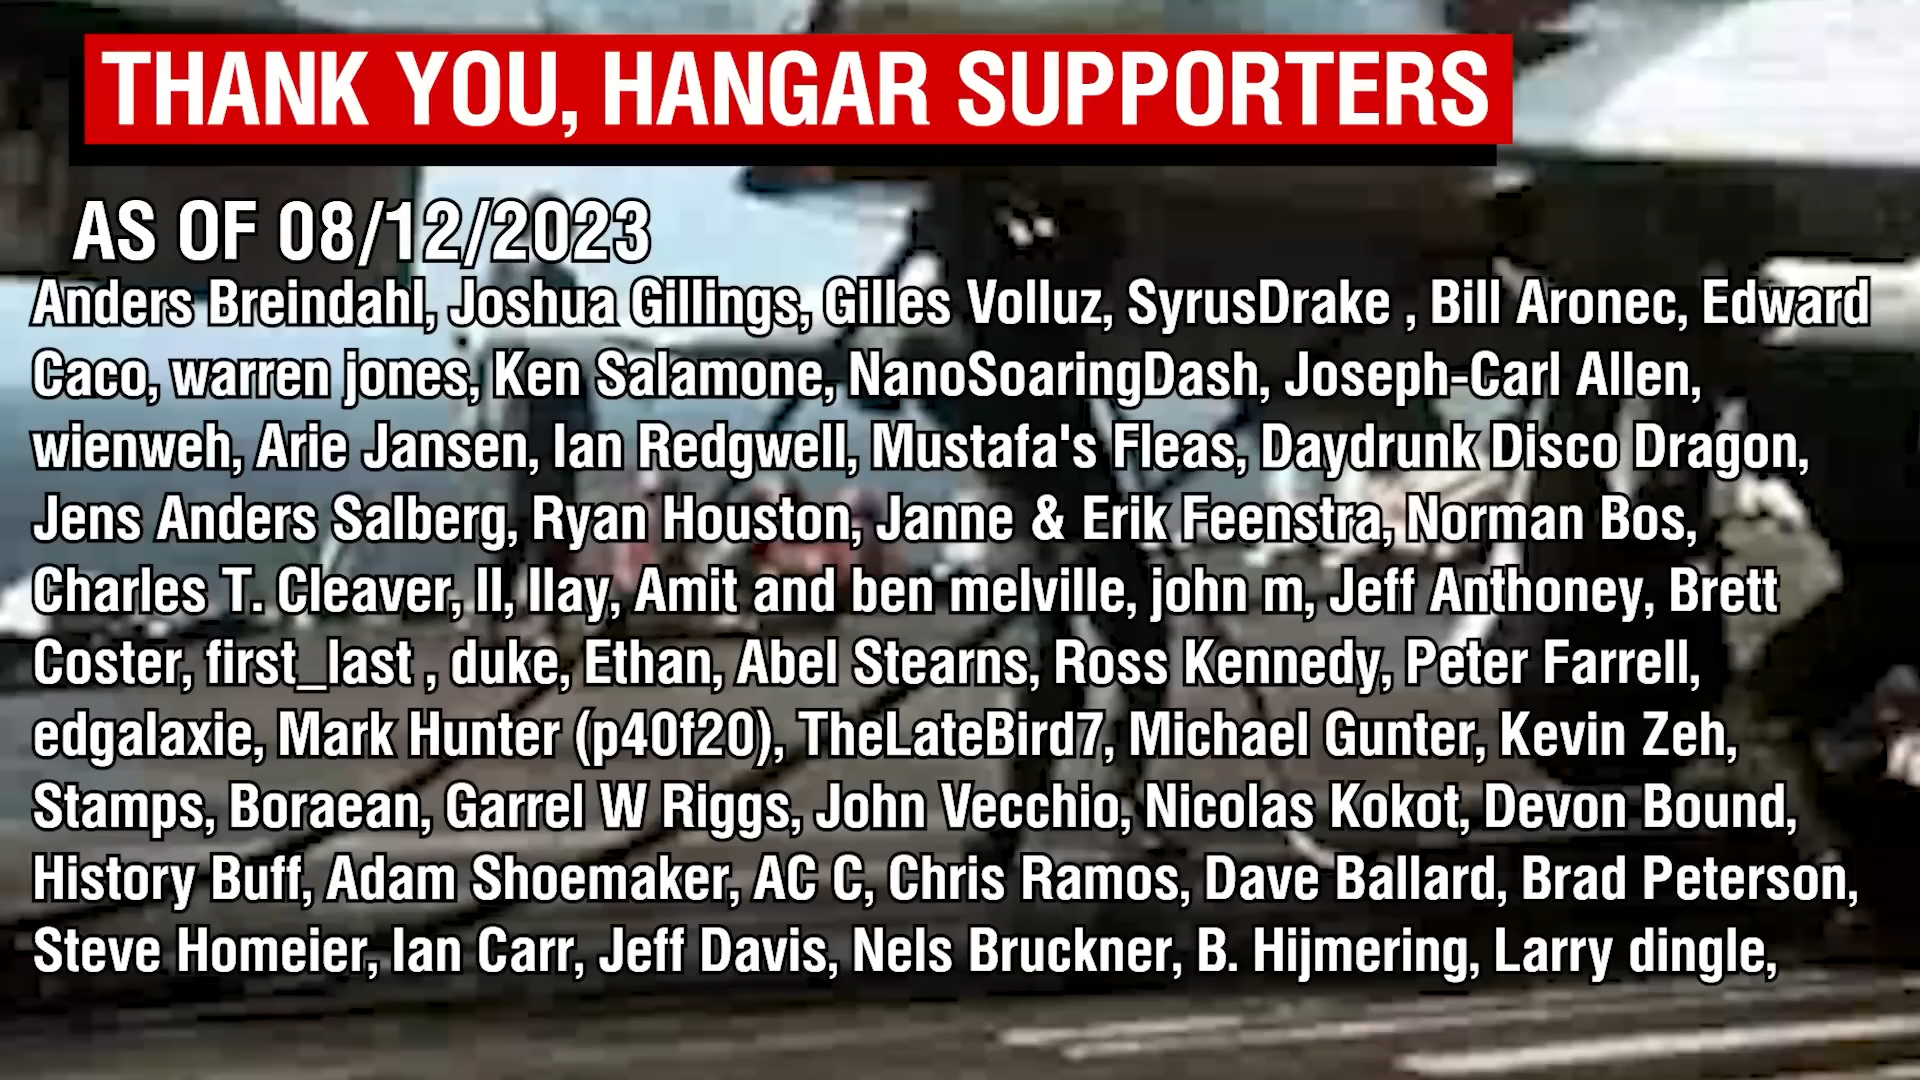 THANK YOU, HANGAR SUPPORTERS
AS OF 08/12/2023
Anders Breindahl, Joshua Gillings, Gilles Volluz, SyrusDrake , Bill Aronec, Edward
Caco, warren jones, Ken Salamone, NanoSoaringDash, Joseph-Carl Allen,
wienweh, Arie Jansen, Ian Redgwell, Mustafa's Fleas, Daydrunk Disco Dragon,
Jens Anders Salberg, Ryan Houston, Janne & Erik Feenstra, Norman Bos,
Charles T. Cleaver, II, Ilay, Amit and ben melville, john m, Jeff Anthoney, Brett
Coster, first_last , duke, Ethan, Abel Stearns, Ross Kennedy, Peter Farrell,
edgalaxie, Mark Hunter (p40f20), TheLateBird7, Michael Gunter, Kevin Zeh,
Stamps, Boraean, Garrel W Riggs, John Vecchio, Nicolas Kokot, Devon Bound,
History Buff, Adam Shoemaker, AC C, Chris Ramos, Dave Ballard, Brad Peterson,
Steve Homeier, Ian Carr, Jeff Davis, Nels Bruckner, B. Hijmering, Larry dingle,